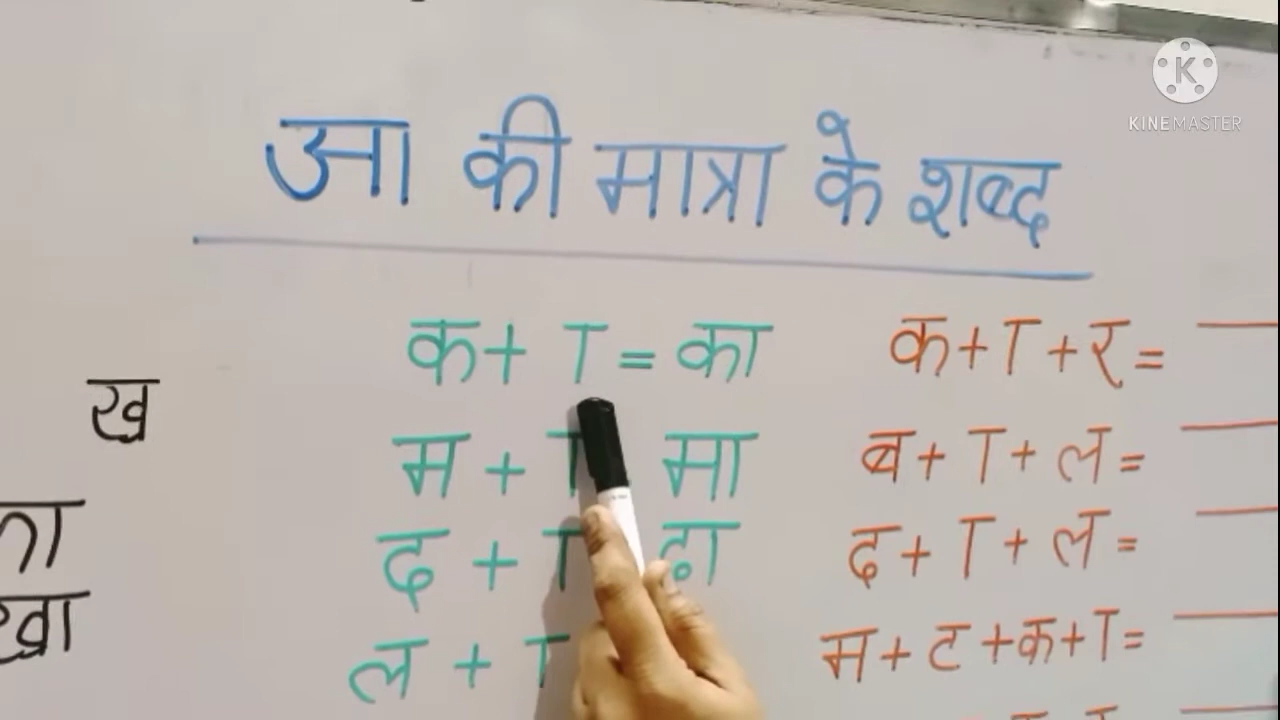 KINEMASTER
आ की मात्रा के शब्द
क + ा = का
क + ा + र =
ख
म + ा मा
ब + ा + ल =
का
द + ा दा
द + ा + ल =
खा
ल + ा
म + ट + क + ा =